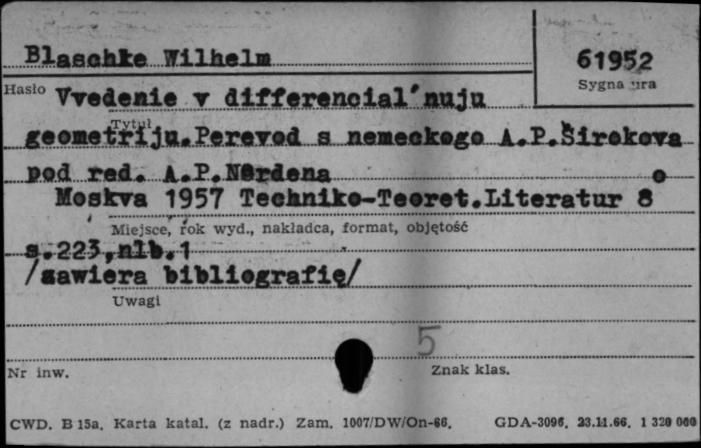 Blaschke Wilhelm
61952
Hasło
Sygnatura
Vvedenie v differencial'nuju
Tytuł
geometriju.Perevod s nemeckogo A.P.Širokova
pod red. A.P.Nordena
Moskva 1957 Techniko-Teoret.Literatur 8°
Miejsce, rok wyd., nakładca, format, objętość
s.223,nlb.1
/zawiera bibliografię/
Uwagi
5
Nr inw.
Znak klas.
CWD. B 15a. Karta katal. (z nadr.) Zam. 1007/DW/On-66. GDA-3096. 23.11.66. 1 320 000